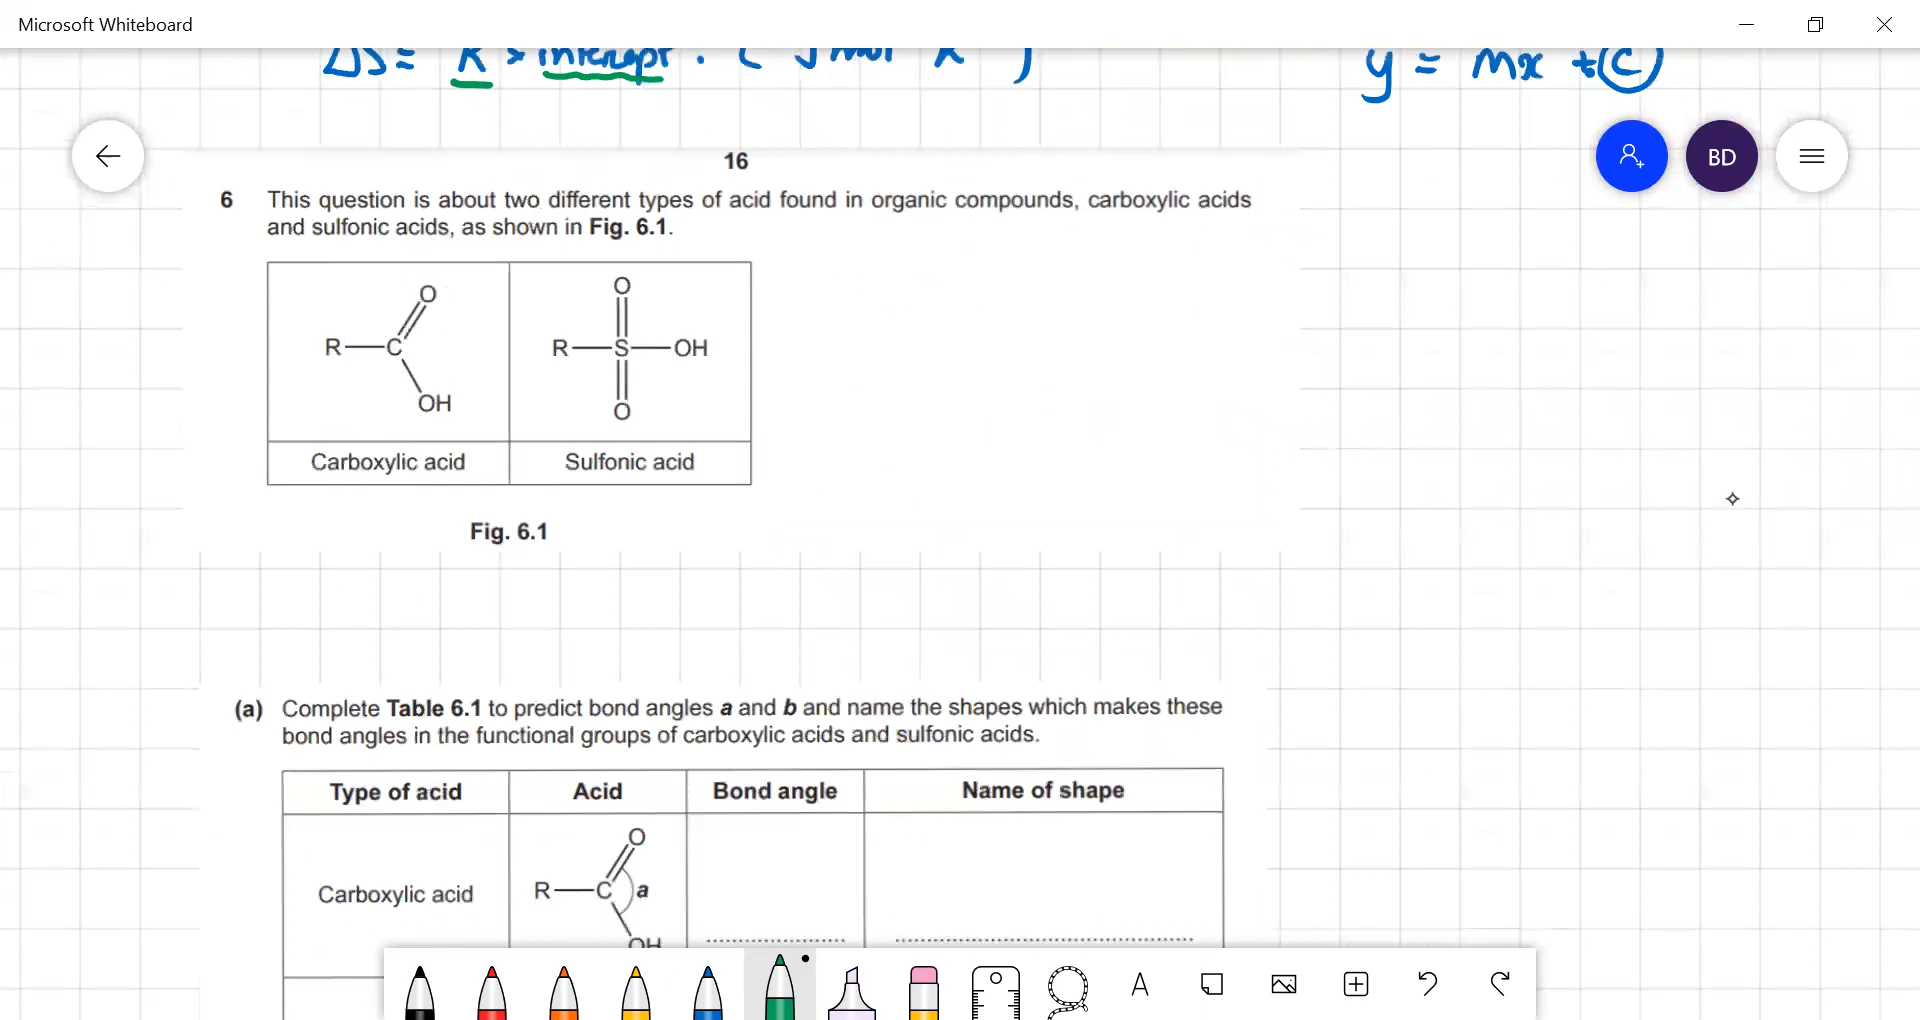 Microsoft Whiteboard
ΔS = R × intercept. (J mol K )
y = mx + (C)
16
BD
6 This question is about two different types of acid found in organic compounds, carboxylic acids
and sulfonic acids, as shown in Fig. 6.1.
O
R C
OH
O
R S OH
O
Carboxylic acid Sulfonic acid
Fig. 6.1
(a) Complete Table 6.1 to predict bond angles a and b and name the shapes which makes these
bond angles in the functional groups of carboxylic acids and sulfonic acids.
Type of acid Acid Bond angle Name of shape
O
Carboxylic acid R C a
OH
A